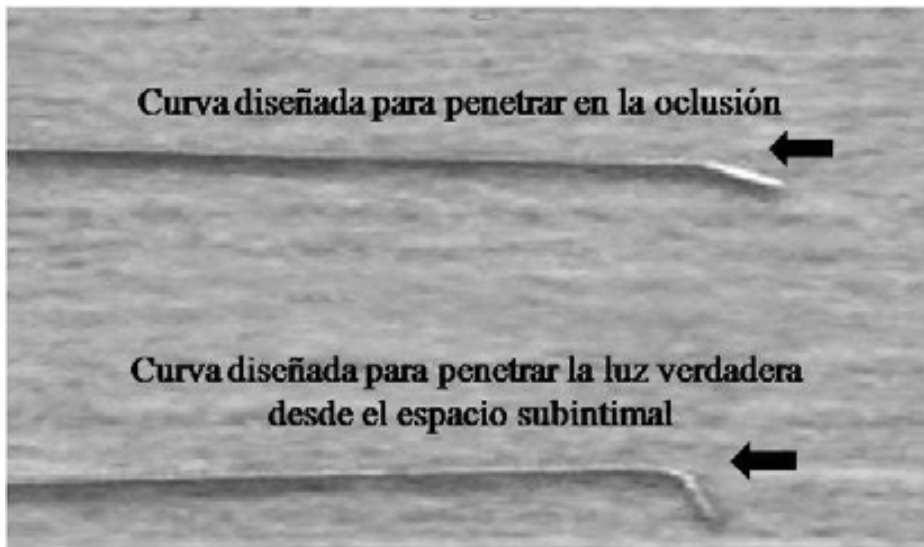 Curva diseñada para penetrar en la oclusión
Curva diseñada para penetrar la luz verdadera
desde el espacio subintimal